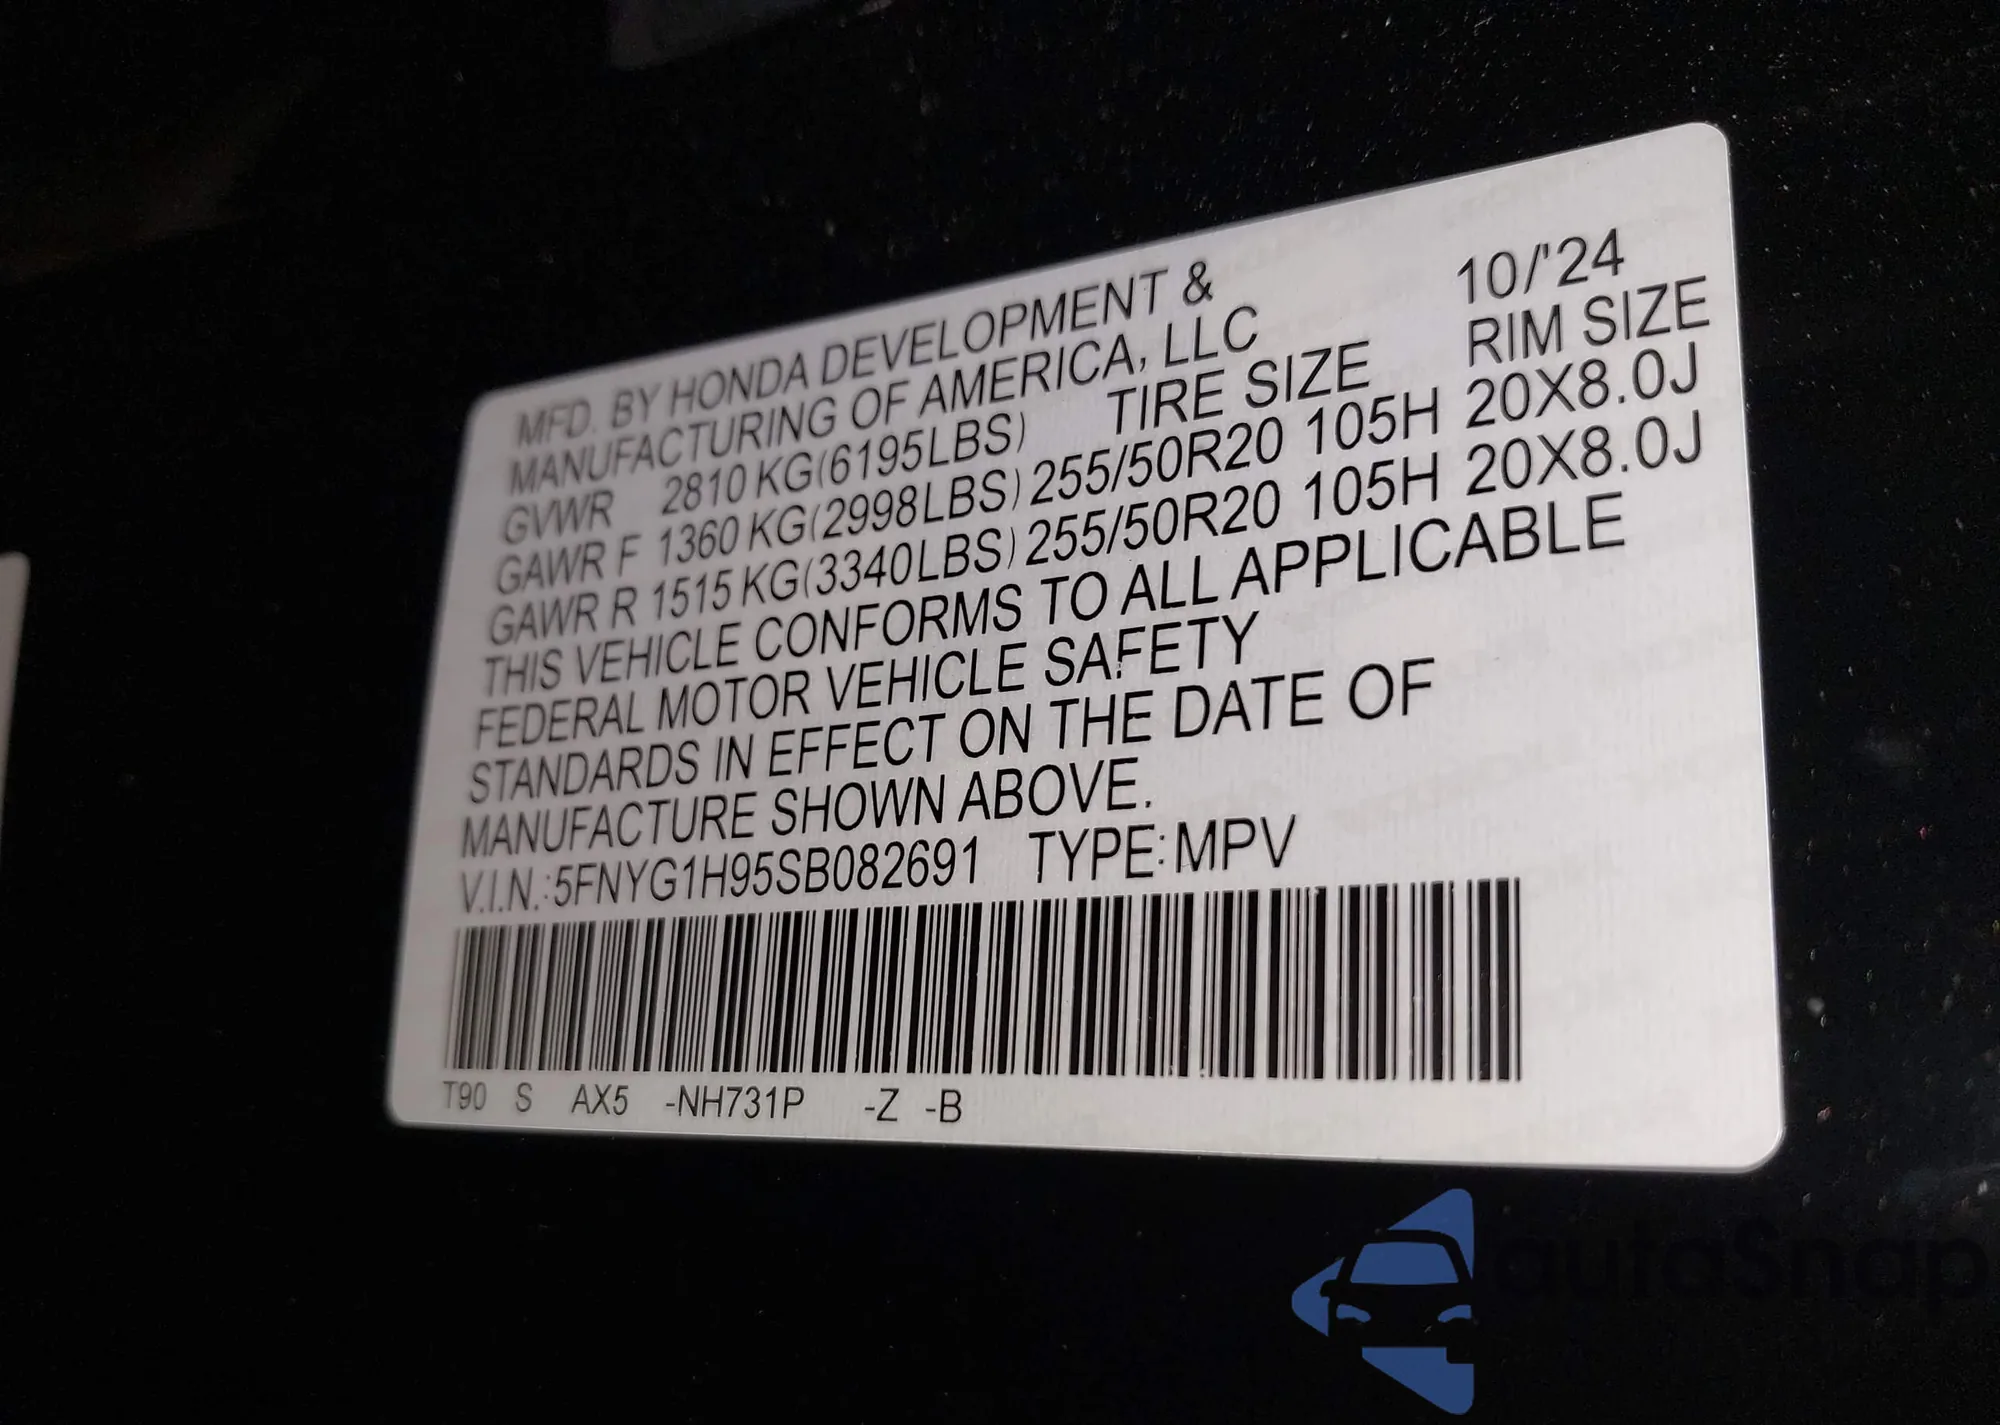 MFD. BY HONDA DEVELOPMENT & 10/'24
MANUFACTURING OF AMERICA, LLC RIM SIZE
GVWR 2810 KG(6195LBS) TIRE SIZE
GAWR F 1360 KG(2998LBS) 255/50R20 105H 20X8.0J
GAWR R 1515 KG(3340LBS) 255/50R20 105H 20X8.0J
THIS VEHICLE CONFORMS TO ALL APPLICABLE
FEDERAL MOTOR VEHICLE SAFETY
STANDARDS IN EFFECT ON THE DATE OF
MANUFACTURE SHOWN ABOVE.
V.I.N.:5FNYG1H95SB082691 TYPE:MPV
T90 S AX5 -NH731P -Z -B
autoSnap